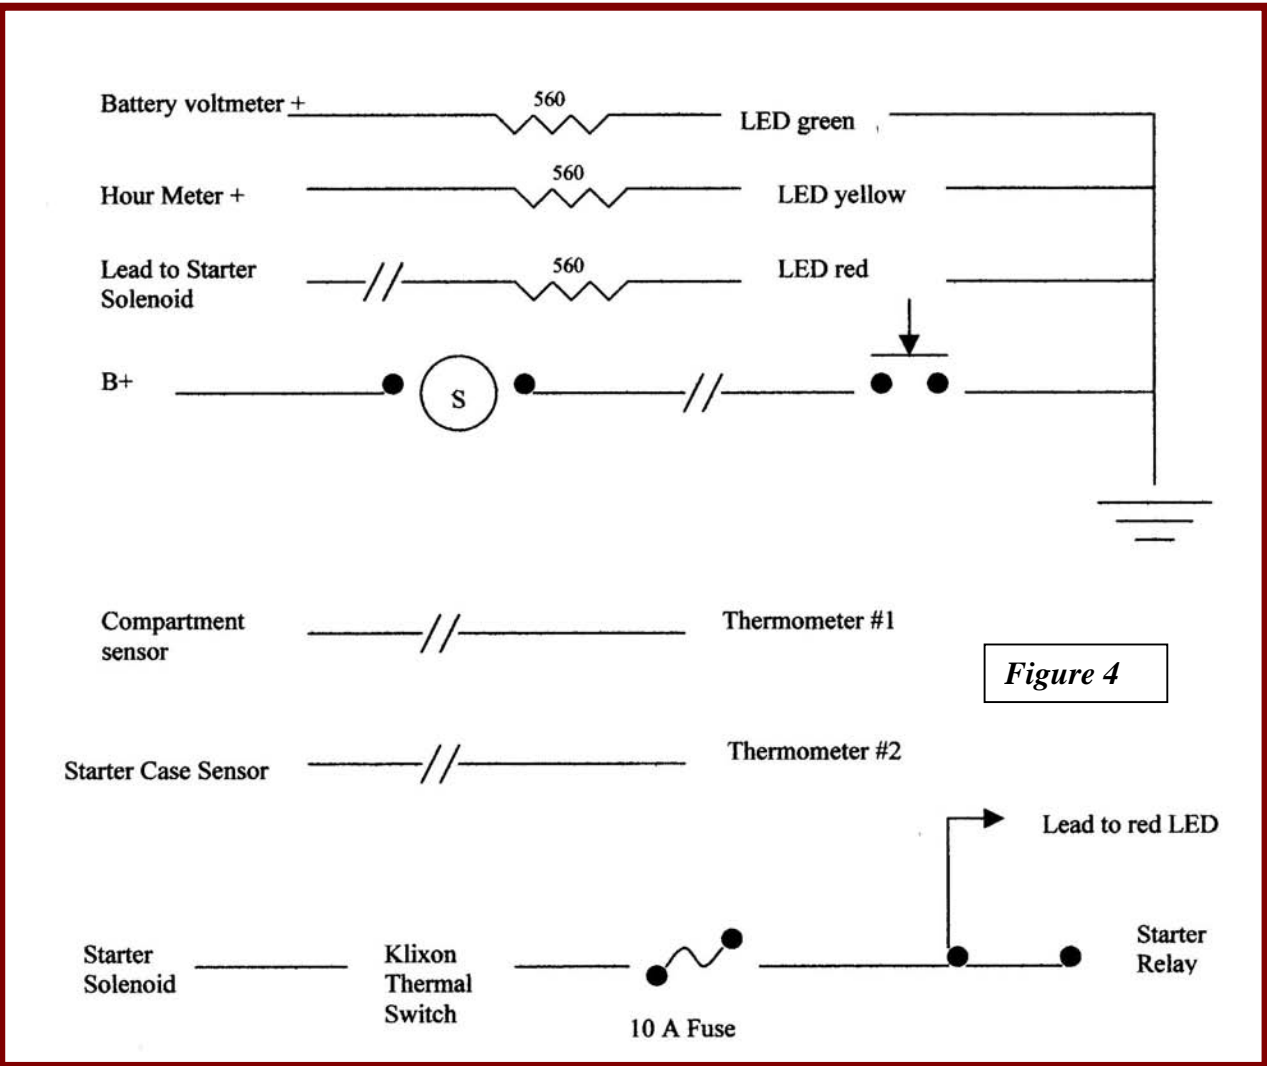 560
Battery voltmeter +
LED green
560
Hour Meter +
LED yellow
560
Lead to Starter
Solenoid
LED red
B+
S
Compartment
sensor
Thermometer #1
Figure 4
Starter Case Sensor
Thermometer #2
Lead to red LED
Starter
Solenoid
Klixon
Thermal
Switch
10 A Fuse
Starter
Relay